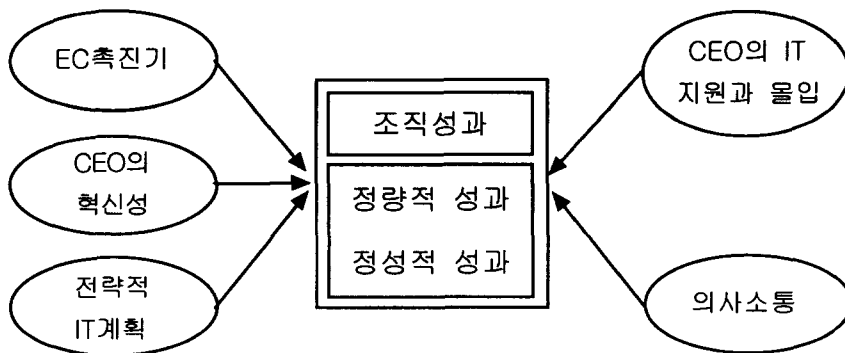 EC촉진기
CEO의
혁신성
전략적
IT계획
조직성과
정량적 성과
정성적 성과
CEO의 IT
지원과 몰입
의사소통